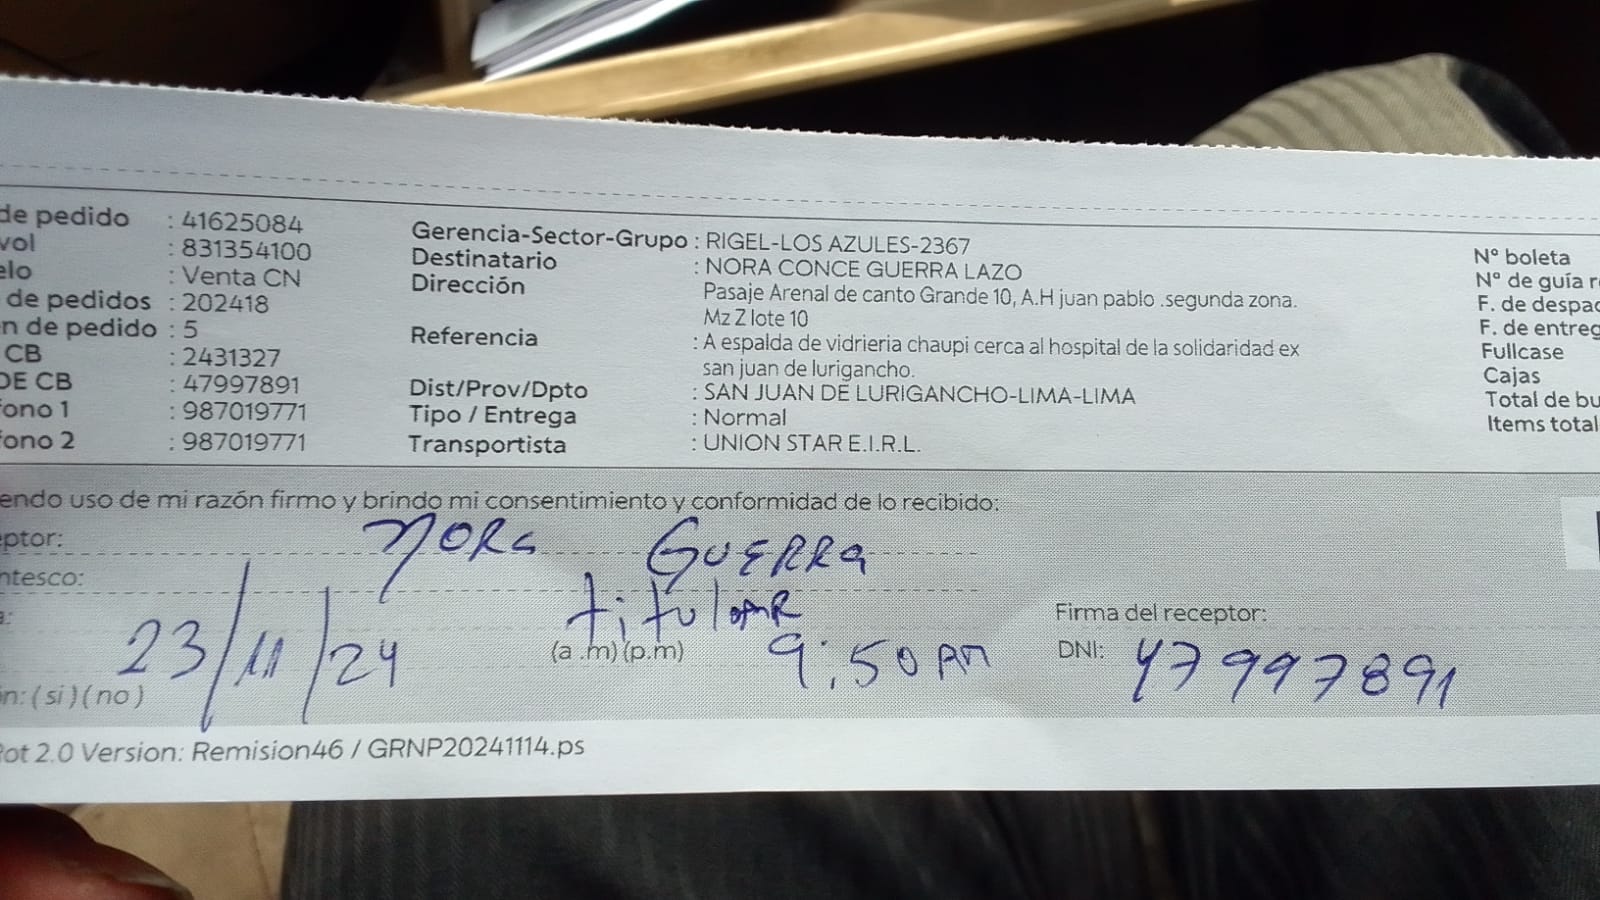 de pedido : 41625084
vol : 831354100
elo : Venta CN
de pedidos : 202418
n de pedido : 5
CB : 2431327
DE CB : 47997891
fono 1 : 987019771
fono 2 : 987019771
Gerencia-Sector-Grupo : RIGEL-LOS AZULES-2367
Destinatario : NORA CONCE GUERRA LAZO
Dirección Pasaje Arenal de canto Grande 10, A.H juan pablo .segunda zona.
Mz Z lote 10
Referencia : A espalda de vidrieria chaupi cerca al hospital de la solidaridad ex
san juan de lurigancho.
Dist/Prov/Dpto : SAN JUAN DE LURIGANCHO-LIMA-LIMA
Tipo / Entrega : Normal
Transportista : UNION STAR E.I.R.L.
N° boleta
N° de guía r
F. de despac
F. de entreg
Fullcase
Cajas
Total de bu
Items total
endo uso de mi razón firmo y brindo mi consentimiento y conformidad de lo recibido:
ptor: NORA GUERRA
ntesco: titular
a: 23/11/24 (a .m) (p.m) 9:50 AM
Firma del receptor:
DNI: 47997891
n: ( si ) ( no )
Rot 2.0 Version: Remision46 / GRNP20241114.ps